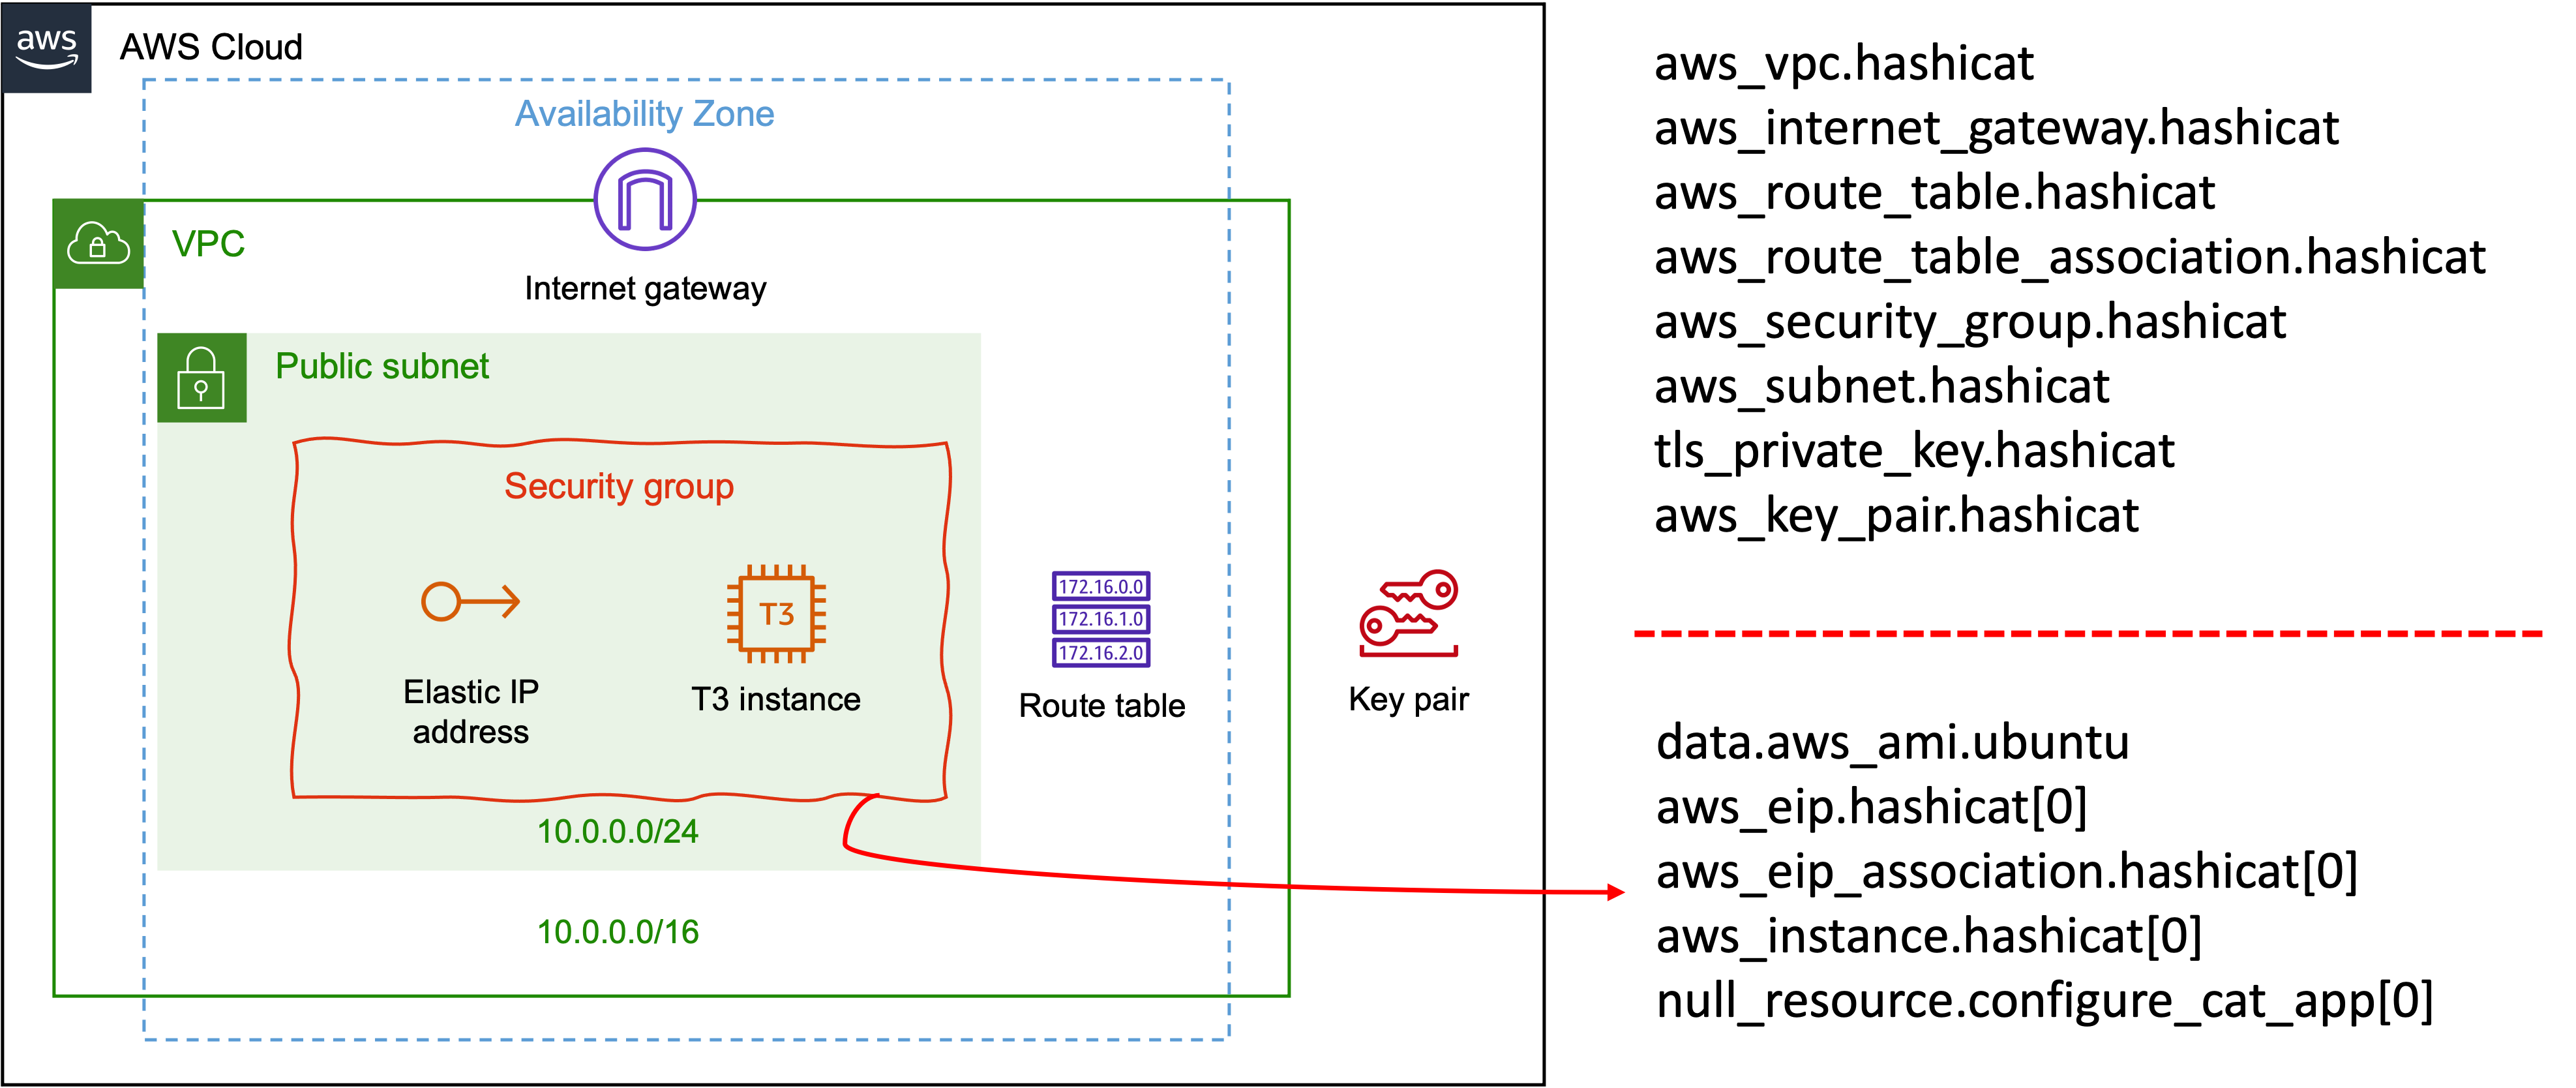 aws
AWS Cloud
Availability Zone
VPC
Internet gateway
Public subnet
Security group
T3
Elastic IP
address
T3 instance
172.16.0.0
172.16.1.0
172.16.2.0
Route table
Key pair
10.0.0.0/24
10.0.0.0/16
aws_vpc.hashicat
aws_internet_gateway.hashicat
aws_route_table.hashicat
aws_route_table_association.hashicat
aws_security_group.hashicat
aws_subnet.hashicat
tls_private_key.hashicat
aws_key_pair.hashicat
data.aws_ami.ubuntu
aws_eip.hashicat[0]
aws_eip_association.hashicat[0]
aws_instance.hashicat[0]
null_resource.configure_cat_app[0]